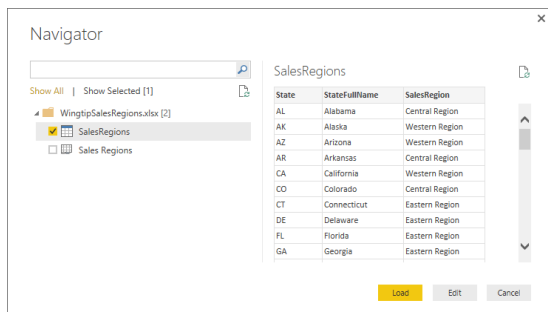 Navigator
Show All | Show Selected [1]
WingtipSalesRegions.xlsx [2]
SalesRegions
Sales Regions
SalesRegions
State StateFullName SalesRegion
AL Alabama Central Region
AK Alaska Western Region
AZ Arizona Western Region
AR Arkansas Central Region
CA California Western Region
CO Colorado Central Region
CT Connecticut Eastern Region
DE Delaware Eastern Region
FL Florida Eastern Region
GA Georgia Eastern Region
Load Edit Cancel